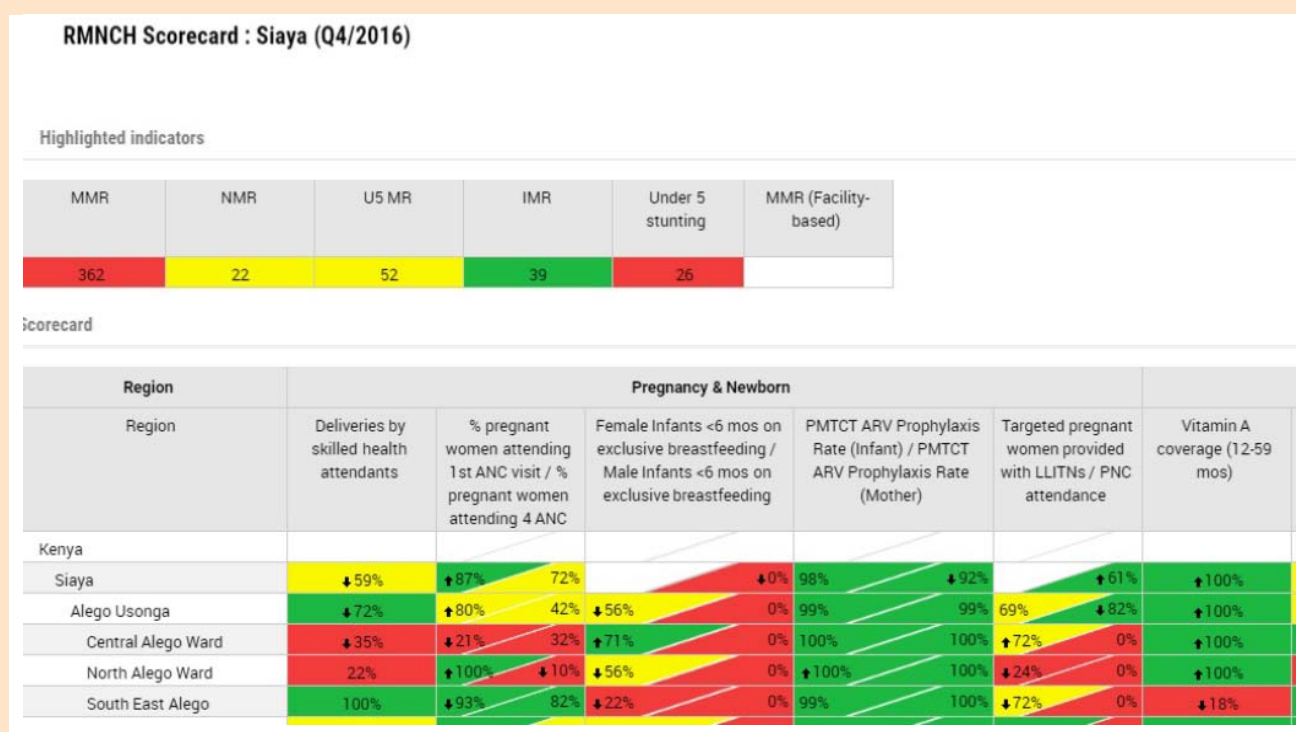 RMNCH Scorecard : Siaya (Q4/2016)
Highlighted indicators
MMR NMR U5 MR IMR Under 5 stunting MMR (Facility-based)
362 22 52 39 26
Scorecard
Region Pregnancy & Newborn
Region Deliveries by skilled health attendants % pregnant women attending 1st ANC visit / % pregnant women attending 4 ANC Female Infants <6 mos on exclusive breastfeeding / Male Infants <6 mos on exclusive breastfeeding PMTCT ARV Prophylaxis Rate (Infant) / PMTCT ARV Prophylaxis Rate (Mother) Targeted pregnant women provided with LLITNs / PNC attendance Vitamin A coverage (12-59 mos)
Kenya
Siaya ↓59% ↑87% 72% ↓0% 98% ↓92% ↑61% ↑100%
Alego Usonga ↓72% ↑80% 42% ↓56% 0% 99% 99% 69% ↓82% ↑100%
Central Alego Ward ↓35% ↓21% 32% ↑71% 0% 100% 100% ↑72% 0% ↑100%
North Alego Ward 22% ↑100% ↓10% ↓56% 0% ↑100% 100% ↓24% 0% ↑100%
South East Alego 100% ↓93% 82% ↓22% 0% 99% 100% ↓72% 0% ↓18%